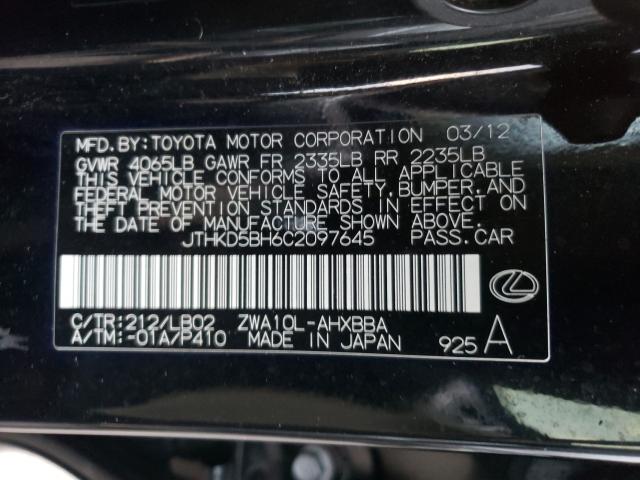 MFD. BY: TOYOTA MOTOR CORPORATION 03/12
GVWR 4065LB GAWR FR 2335LB RR 2235LB
THIS VEHICLE CONFORMS TO ALL APPLICABLE
FEDERAL MOTOR VEHICLE SAFETY, BUMPER, AND
THEFT PREVENTION STANDARDS IN EFFECT ON
THE DATE OF MANUFACTURE SHOWN ABOVE.
JTHKD5BH6C2097645 PASS. CAR
C/TR: 212/LB02 ZWA10L-AHXBBA
A/TM: -01A/P410 MADE IN JAPAN 925 A